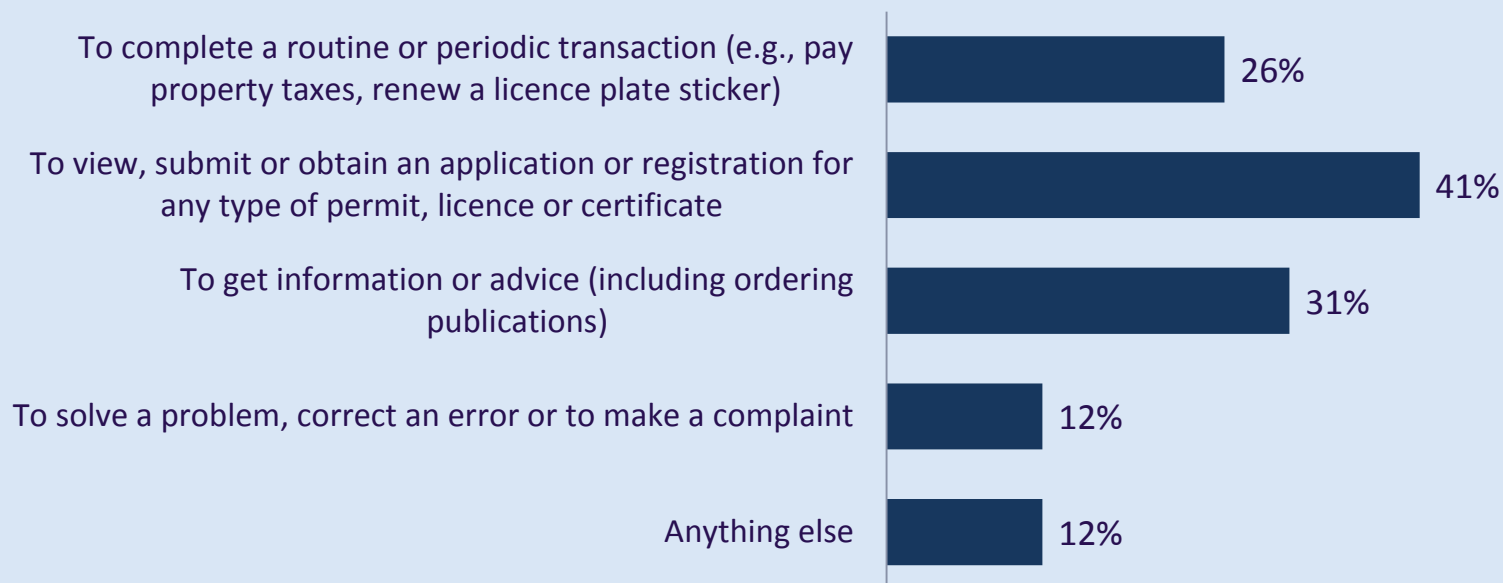 To complete a routine or periodic transaction (e.g., pay
property taxes, renew a licence plate sticker)
26%
To view, submit or obtain an application or registration for
any type of permit, licence or certificate
41%
To get information or advice (including ordering
publications)
31%
To solve a problem, correct an error or to make a complaint
12%
Anything else
12%